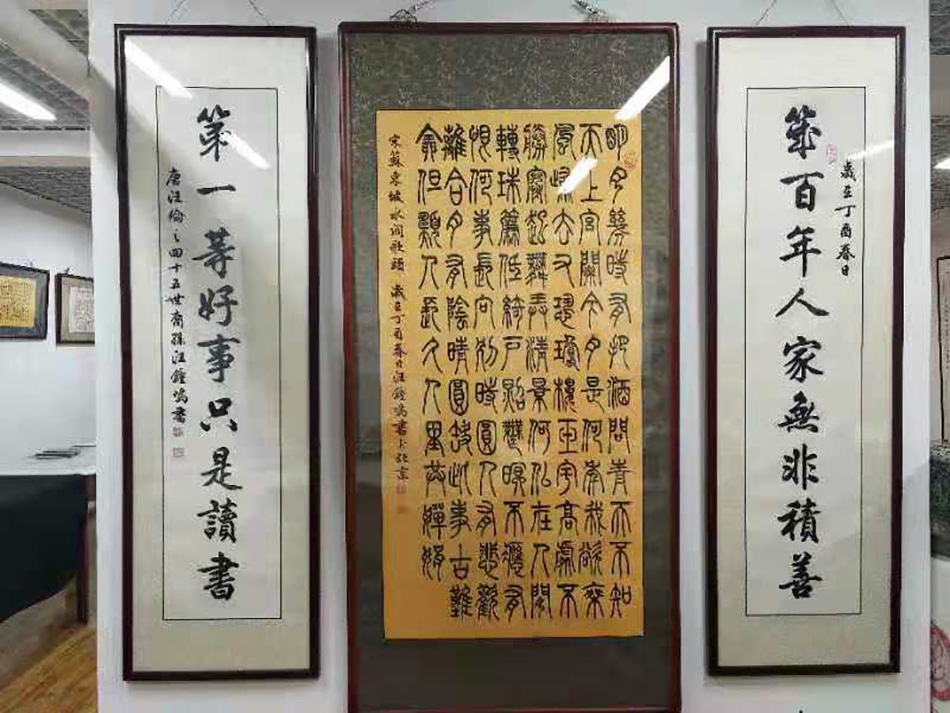 幾百年人家無非積善
歲在丁酉春日
明月幾時有把酒問青天不知
天上宮闕今夕是何年我欲乘
風歸去又恐瓊樓玉宇高處不
勝寒起舞弄清影何似在人間
轉珠簾低綺戶照無眠不應有
恨何事長向別時圓人有悲歡
離合月有陰晴圓缺此事古難
全但願人長久千里共嬋娟
宋蘇東坡水調歌頭 歲在丁酉春日汪鐘鳴書於北京
第一等好事只是讀書
唐汪倫之四十五世裔孫汪鐘鳴書